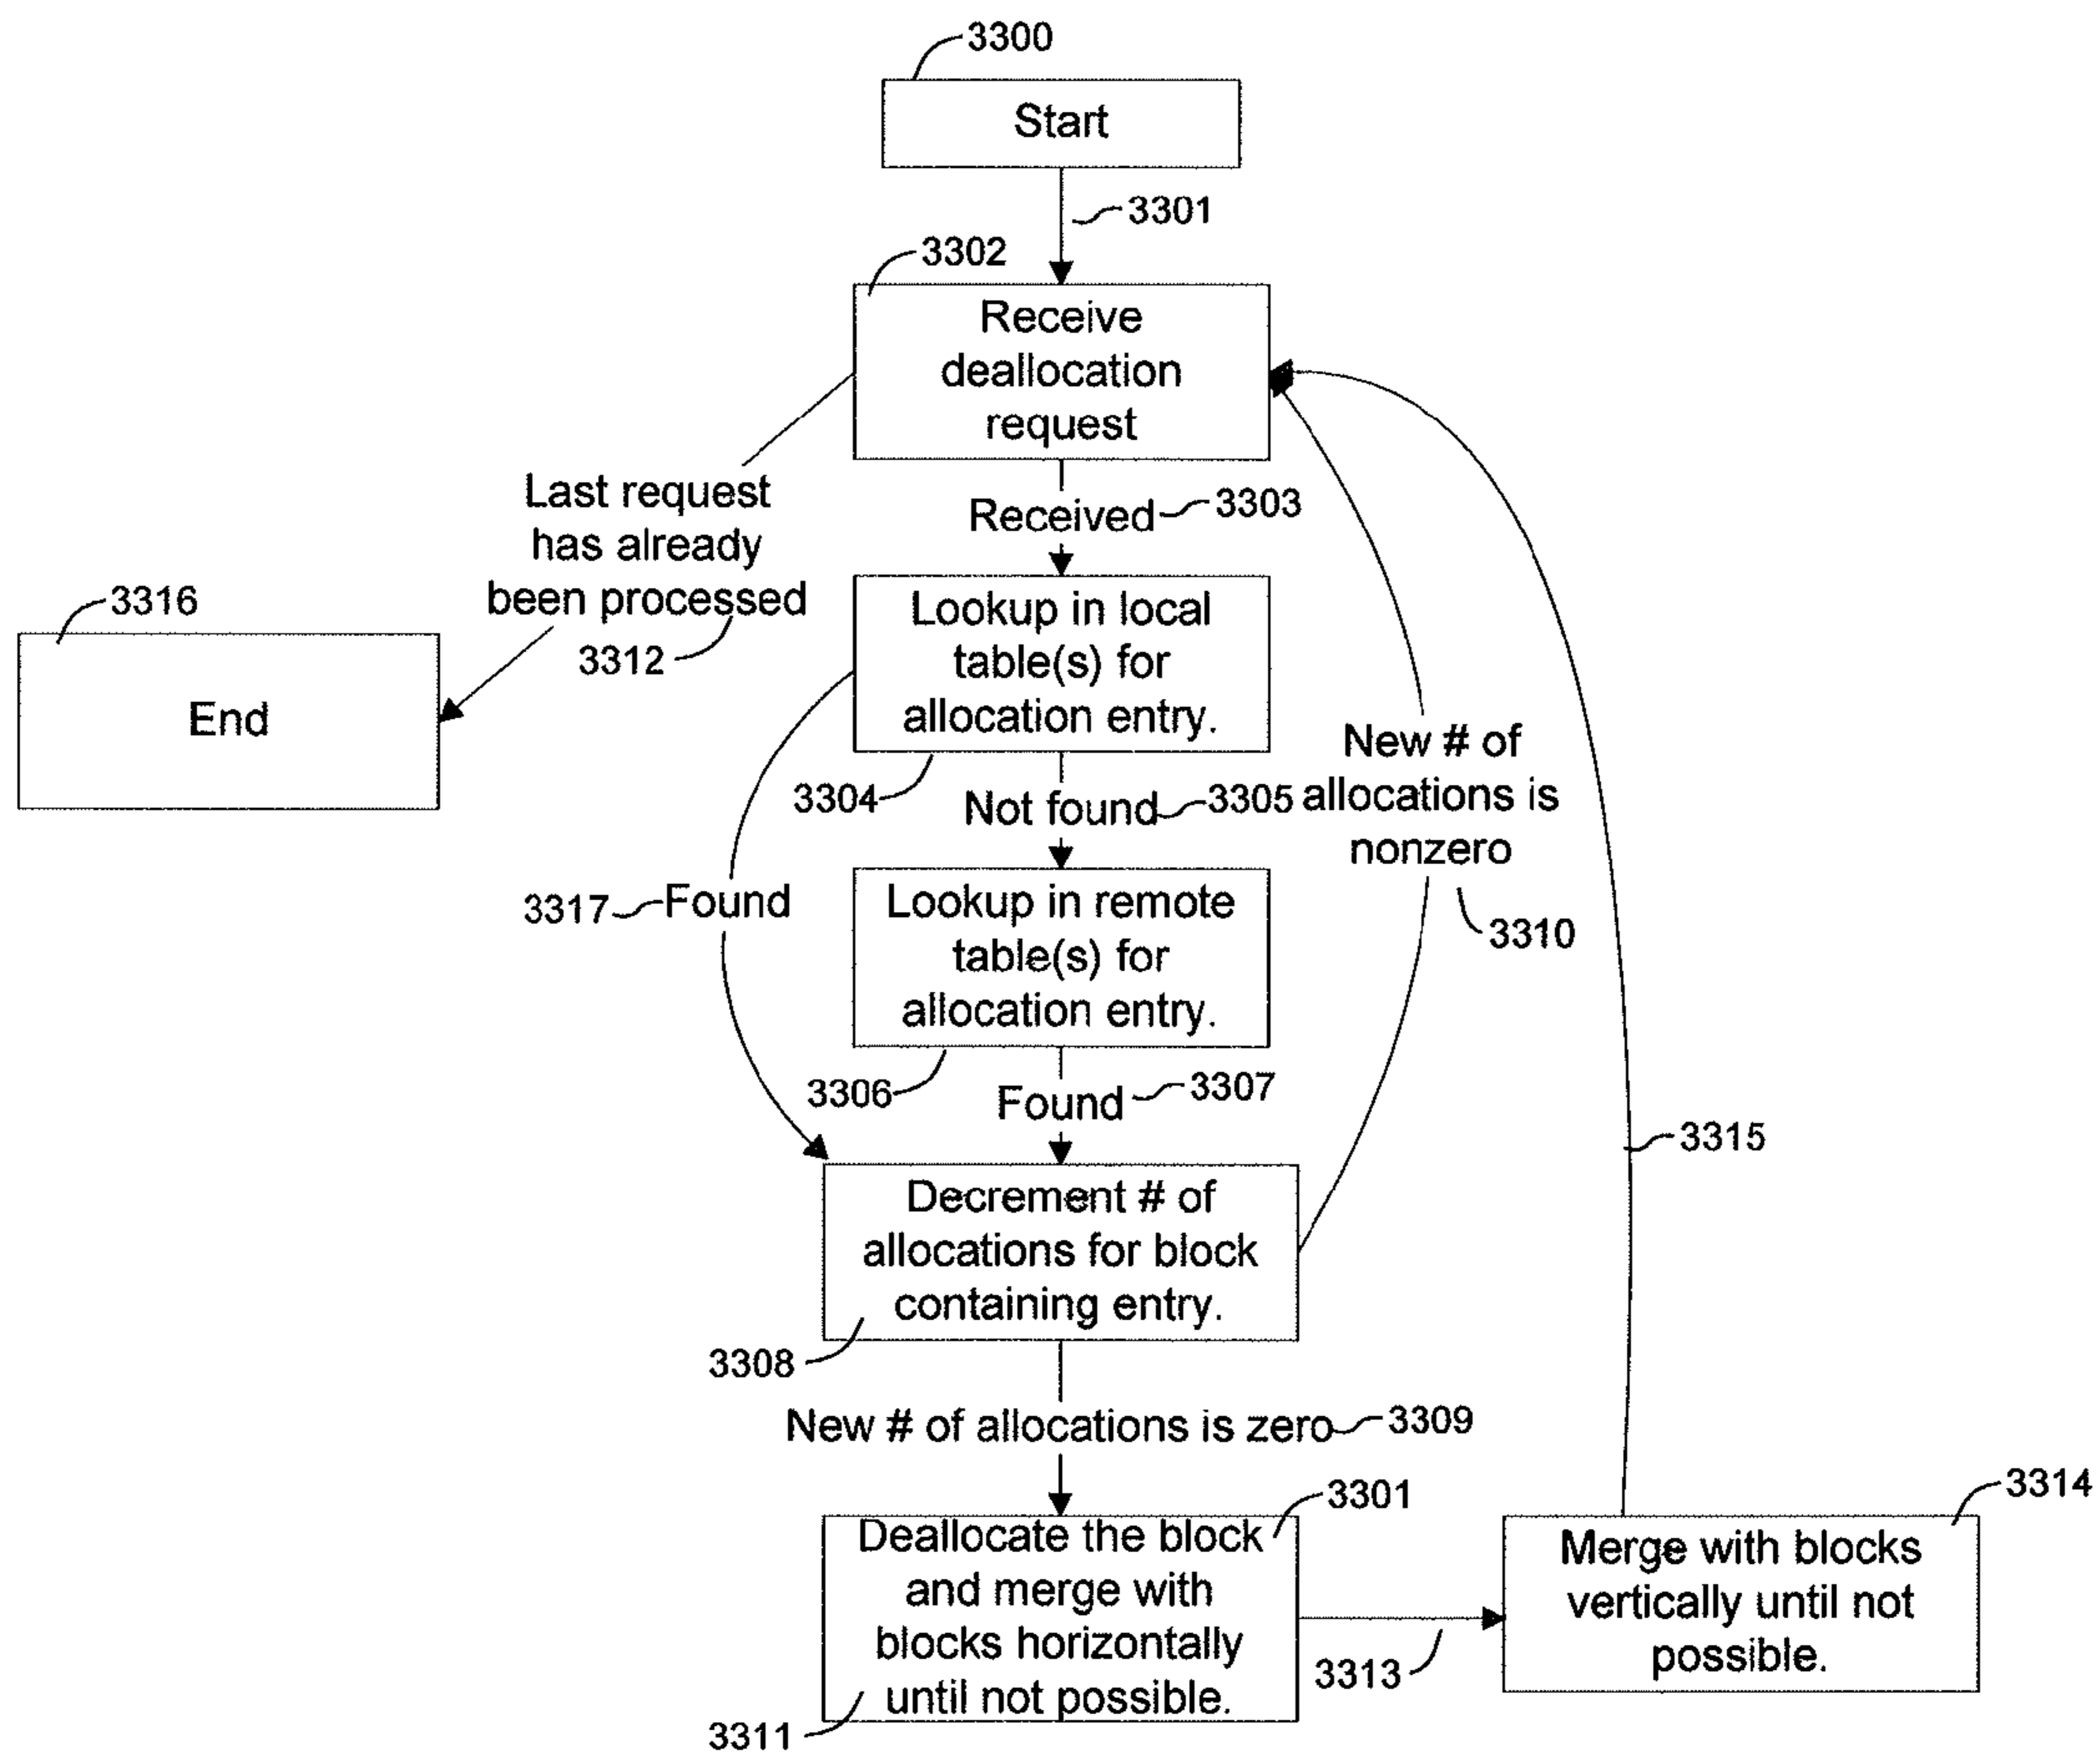 3300
Start
3301
3302
Receive
deallocation
request
Last request
has already
been processed
3312
Received
3303
3316
End
Lookup in local
table(s) for
allocation entry.
3304
Not found
3305
New # of
allocations is
nonzero
3310
3317
Found
Lookup in remote
table(s) for
allocation entry.
3306
Found
3307
3315
Decrement # of
allocations for block
containing entry.
3308
New # of allocations is zero
3309
3301
Deallocate the block
and merge with
blocks horizontally
until not possible.
3311
3313
3314
Merge with blocks
vertically until not
possible.